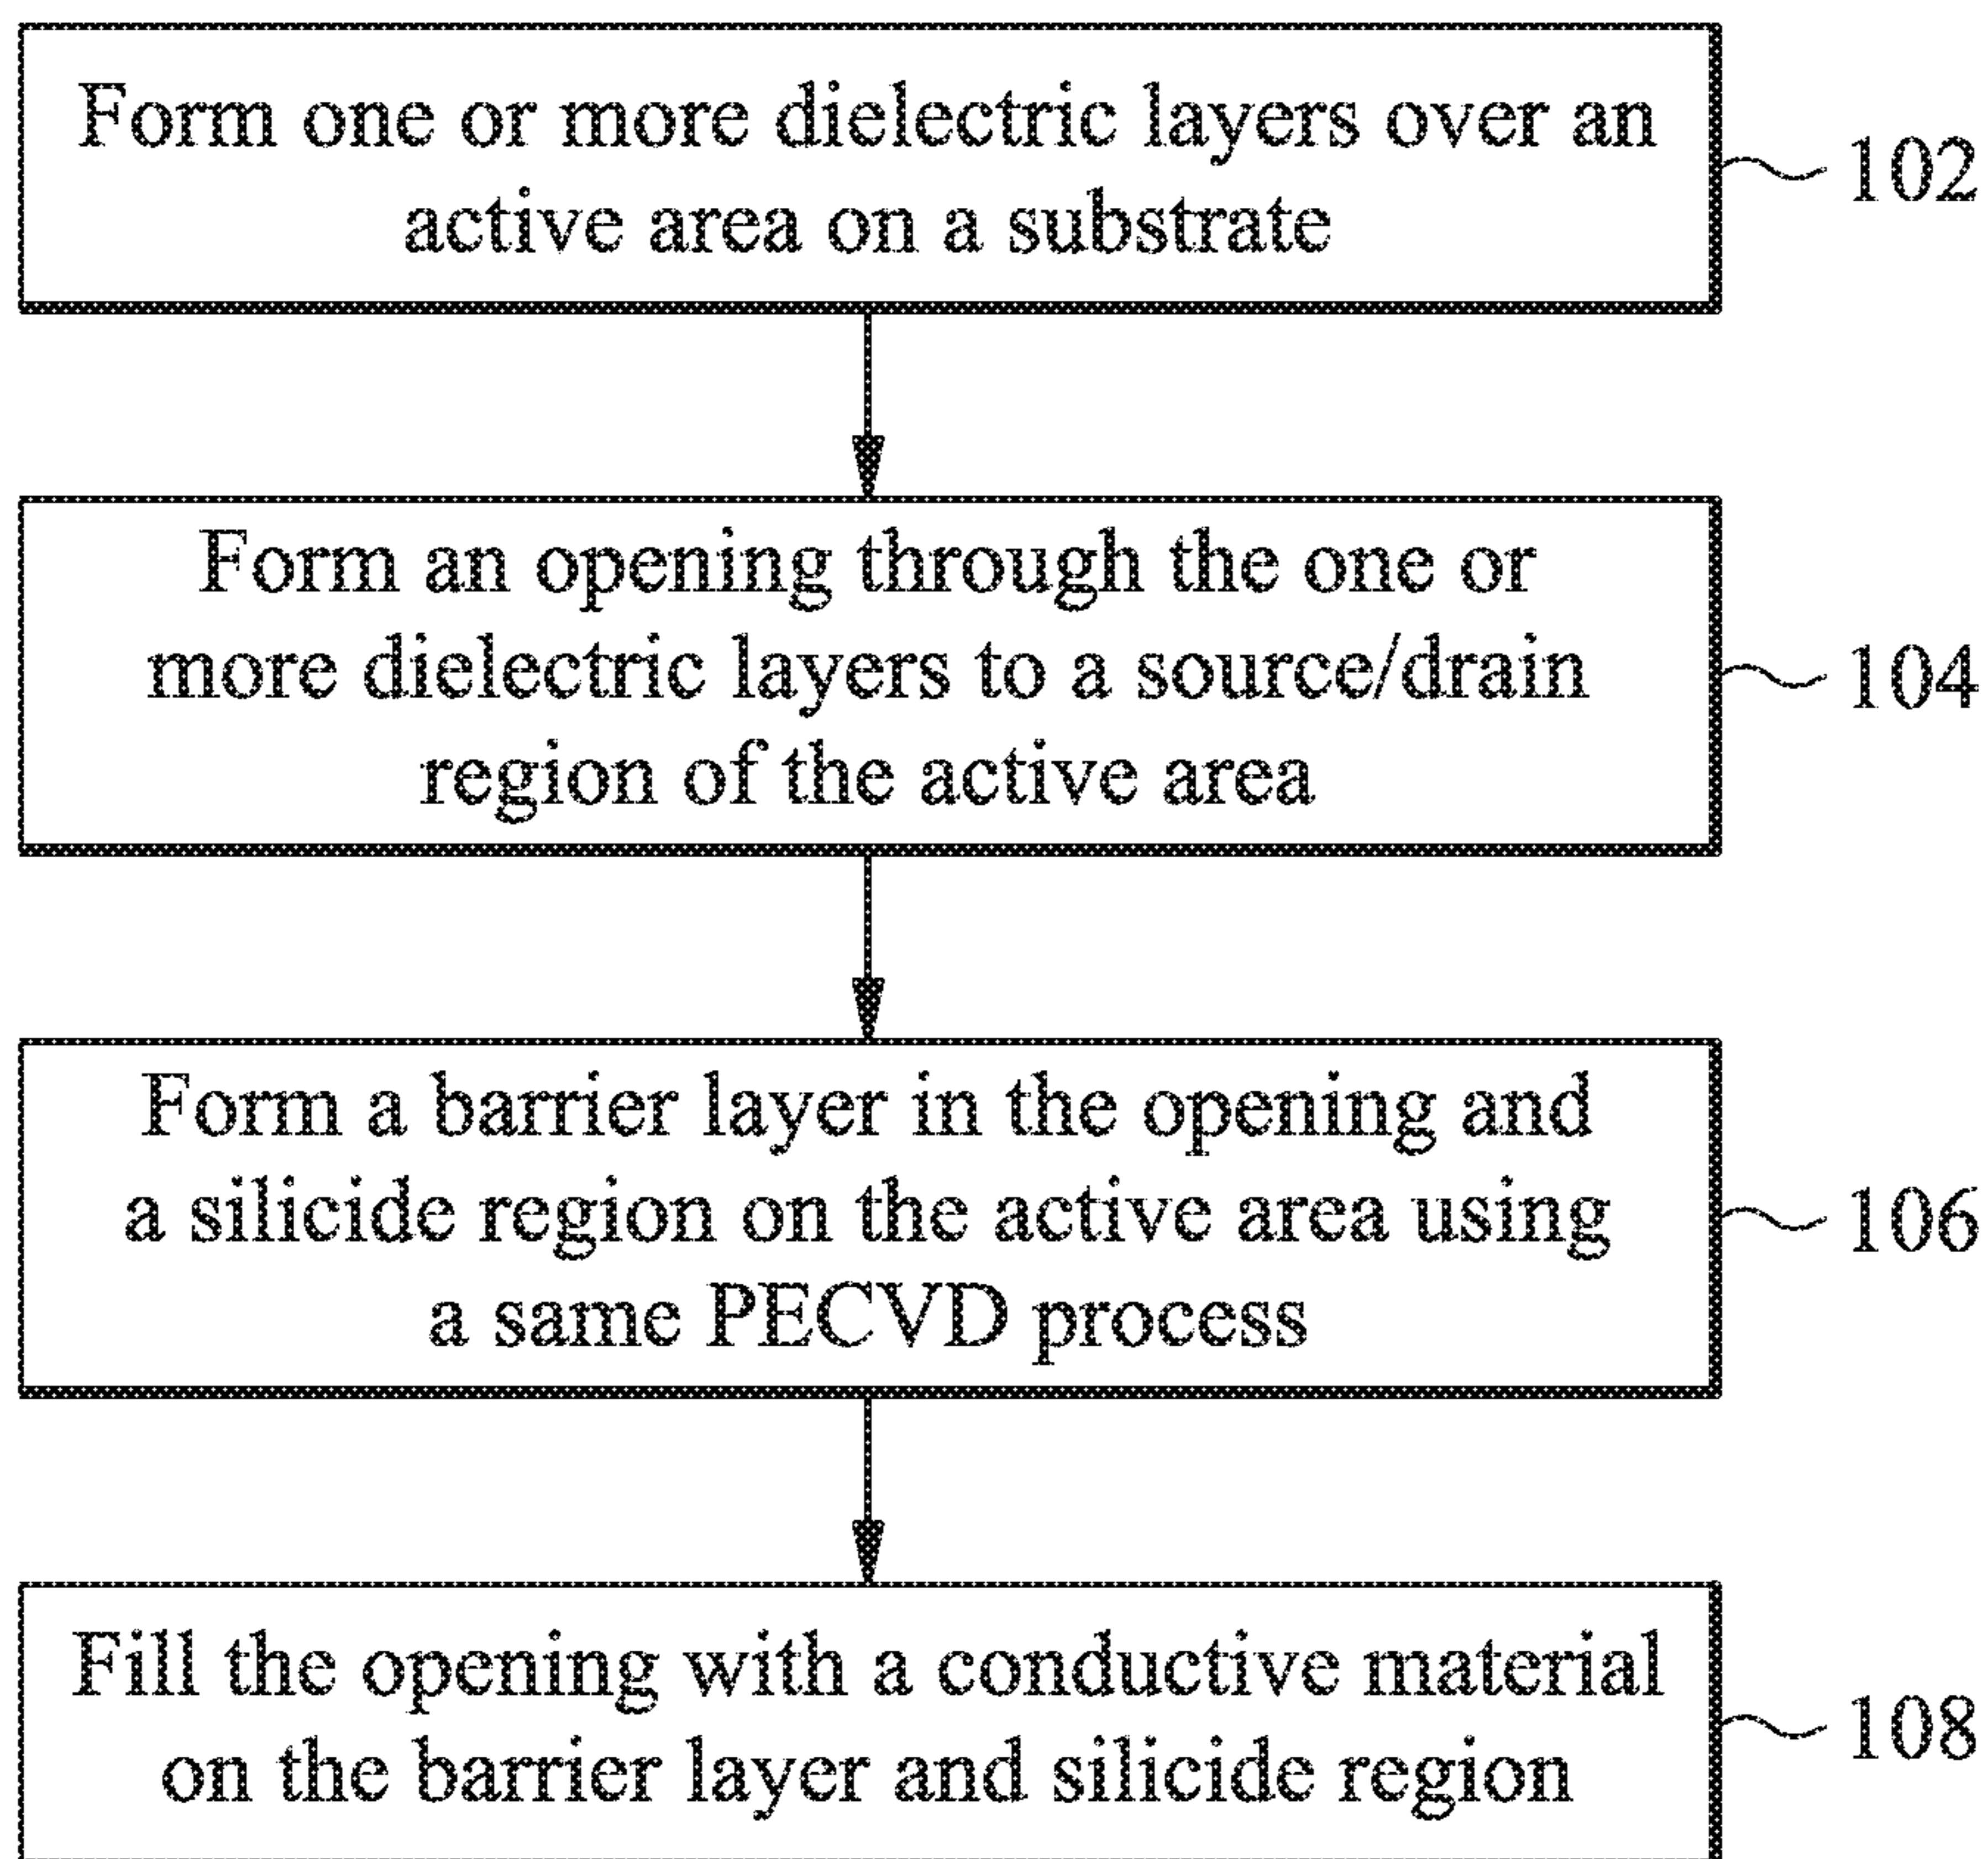 Form one or more dielectric layers over an
active area on a substrate
102
Form an opening through the one or
more dielectric layers to a source/drain
region of the active area
104
Form a barrier layer in the opening and
a silicide region on the active area using
a same PECVD process
106
Fill the opening with a conductive material
on the barrier layer and silicide region
108